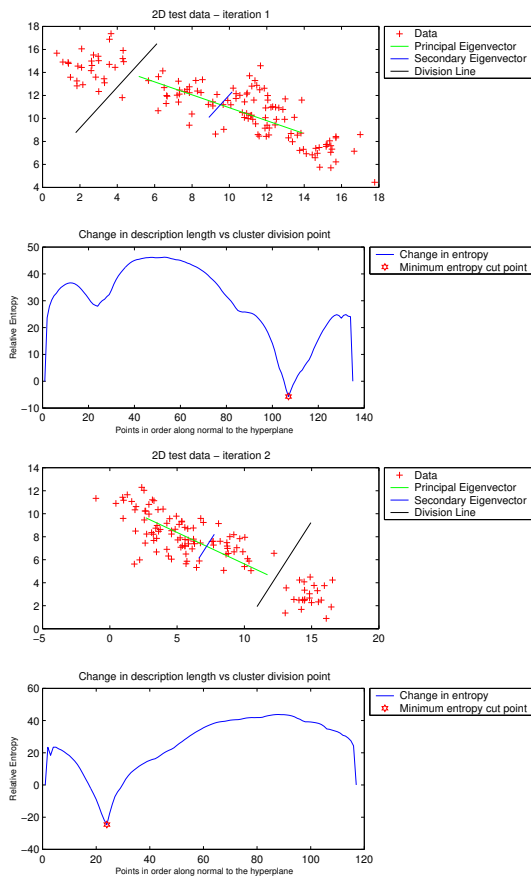 2D test data − iteration 1
18
16
14
12
10
8
6
4
0 2 4 6 8 10 12 14 16 18
Data
Principal Eigenvector
Secondary Eigenvector
Division Line
Change in description length vs cluster division point
50
40
30
20
10
0
−10
0 20 40 60 80 100 120 140
Relative Entropy
Points in order along normal to the hyperplane
Change in entropy
Minimum entropy cut point
2D test data − iteration 2
14
12
10
8
6
4
2
0
−5 0 5 10 15 20
Data
Principal Eigenvector
Secondary Eigenvector
Division Line
Change in description length vs cluster division point
60
40
20
0
−20
−40
0 20 40 60 80 100 120
Relative Entropy
Points in order along normal to the hyperplane
Change in entropy
Minimum entropy cut point